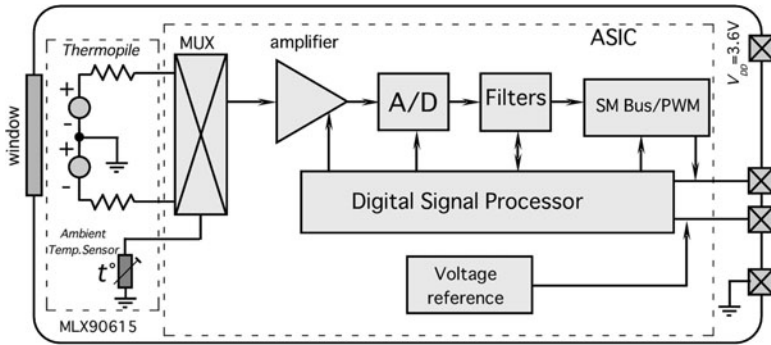 Thermopile
MUX
amplifier
ASIC
V_DD=3.6V
window
+
-
+
-
A/D
Filters
SM Bus/PWM
Digital Signal Processor
Ambient
Temp.Sensor
t°
Voltage
reference
MLX90615